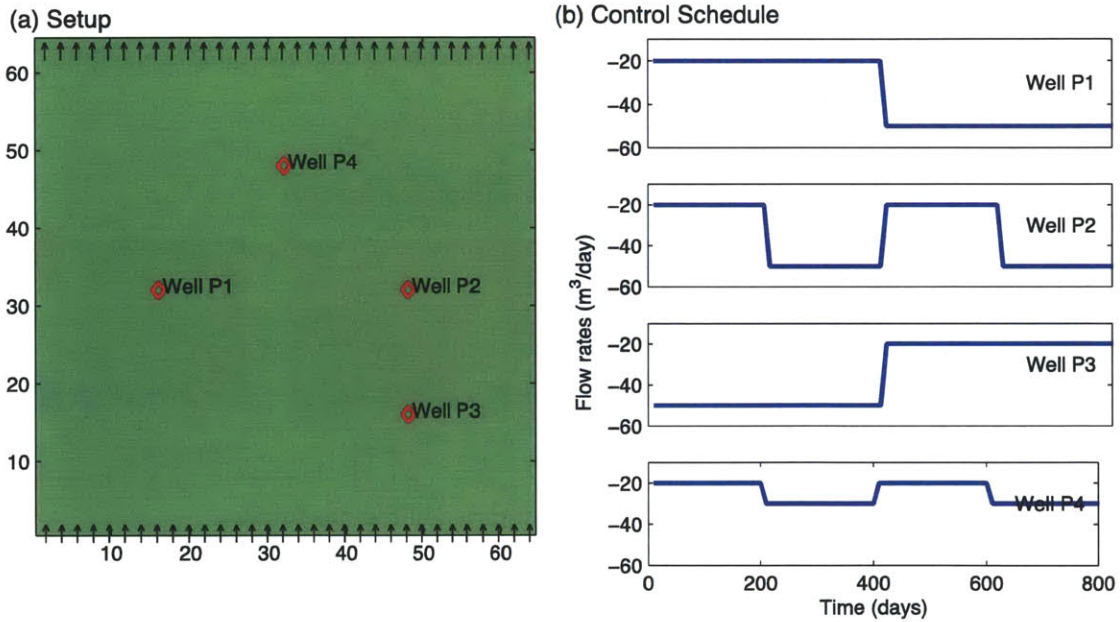 (a) Setup
60
50
40
30
20
10
Well P4
Well P1
Well P2
Well P3
10 20 30 40 50 60
(b) Control Schedule
Flow rates (m³/day)
−20
−40
−60
Well P1
−20
−40
−60
Well P2
−20
−40
−60
Well P3
−20
−40
−60
Well P4
0 200 400 600 800
Time (days)